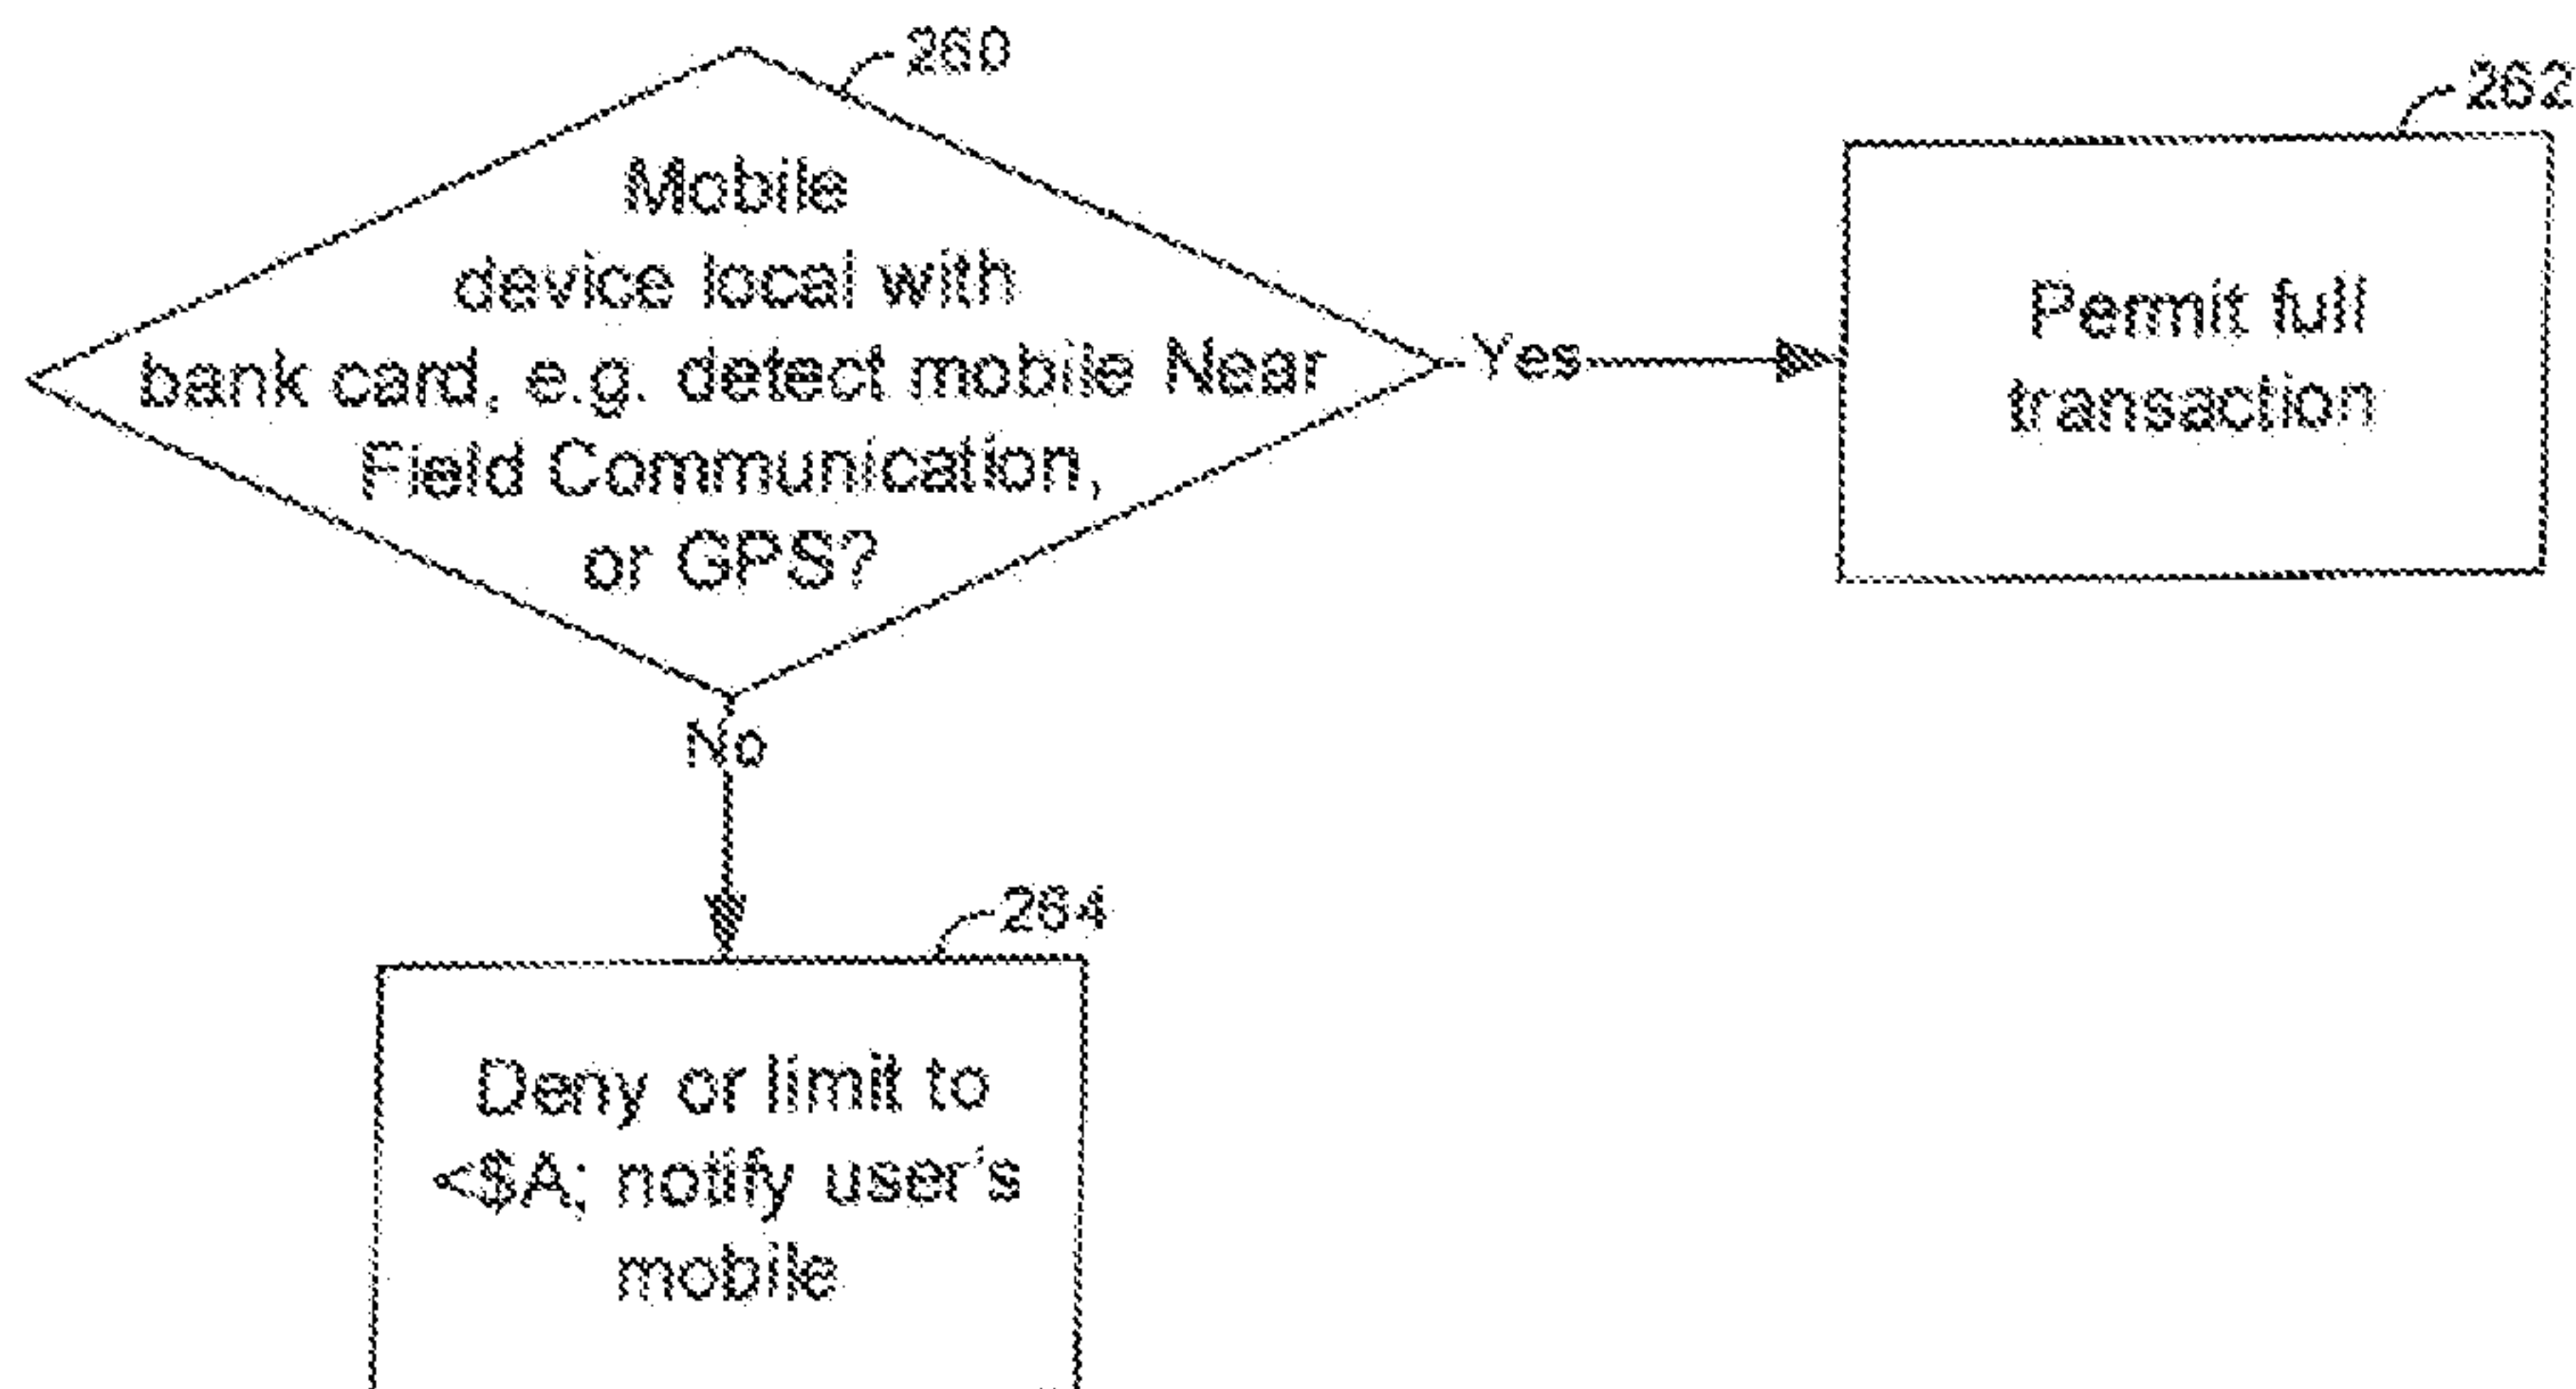 260
Mobile
device local with
bank card, e.g. detect mobile Near
Field Communication,
or GPS?
Yes
262
Permit full
transaction
No
264
Deny or limit to
<$A; notify user's
mobile